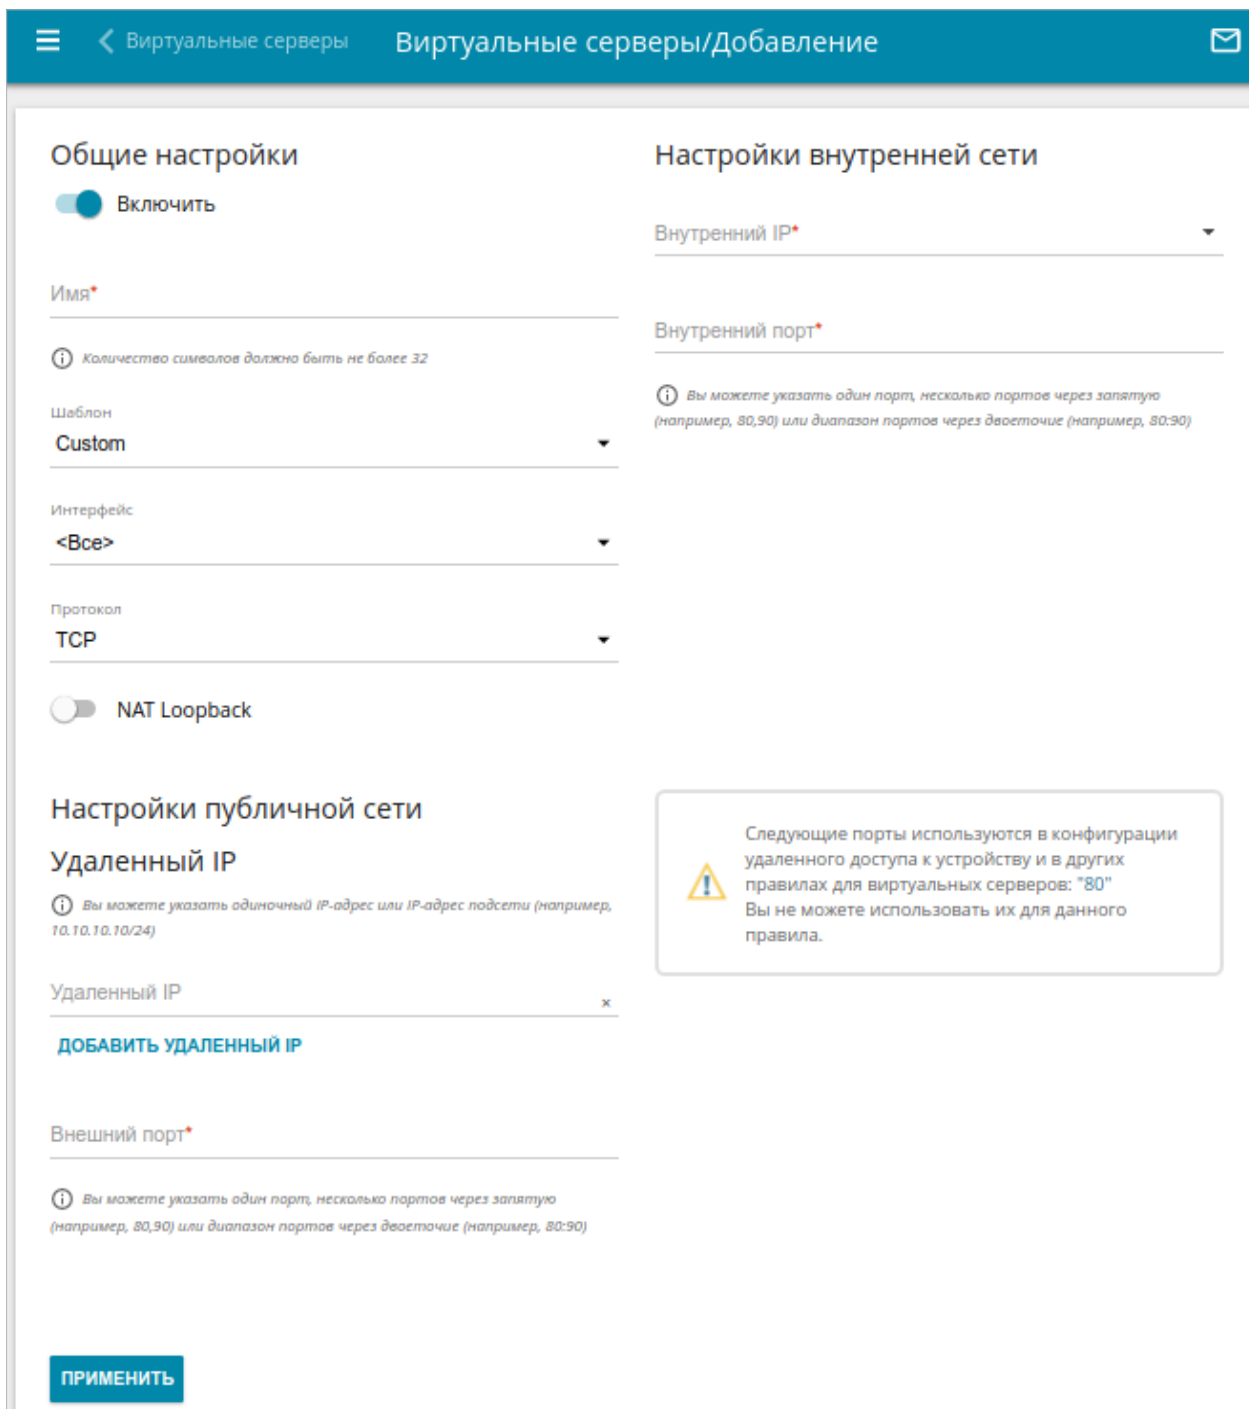 Виртуальные серверы
Виртуальные серверы/Добавление
Общие настройки
Включить
Имя*
Количество символов должно быть не более 32
Шаблон
Custom
Интерфейс
<Все>
Протокол
TCP
NAT Loopback
Настройки внутренней сети
Внутренний IP*
Внутренний порт*
Вы можете указать один порт, несколько портов через запятую
(например, 80,90) или диапазон портов через двоеточие (например, 80:90)
Настройки публичной сети
Удаленный IP
Вы можете указать одиночный IP-адрес или IP-адрес подсети (например,
10.10.10.10/24)
Удаленный IP
ДОБАВИТЬ УДАЛЕННЫЙ IP
Внешний порт*
Вы можете указать один порт, несколько портов через запятую
(например, 80,90) или диапазон портов через двоеточие (например, 80:90)
Следующие порты используются в конфигурации
удаленного доступа к устройству и в других
правилах для виртуальных серверов: "80"
Вы не можете использовать их для данного
правила.
ПРИМЕНИТЬ